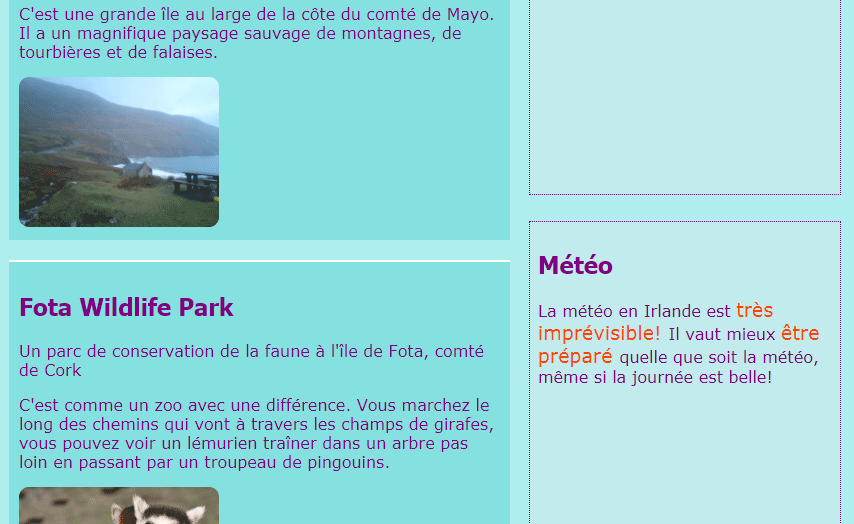 C'est une grande île au large de la côte du comté de Mayo.
Il a un magnifique paysage sauvage de montagnes, de
tourbières et de falaises.
Fota Wildlife Park
Un parc de conservation de la faune à l'île de Fota, comté
de Cork
C'est comme un zoo avec une différence. Vous marchez le
long des chemins qui vont à travers les champs de girafes,
vous pouvez voir un lémurien traîner dans un arbre pas
loin en passant par un troupeau de pingouins.
Météo
La météo en Irlande est très
imprévisible! Il vaut mieux être
préparé quelle que soit la météo,
même si la journée est belle!